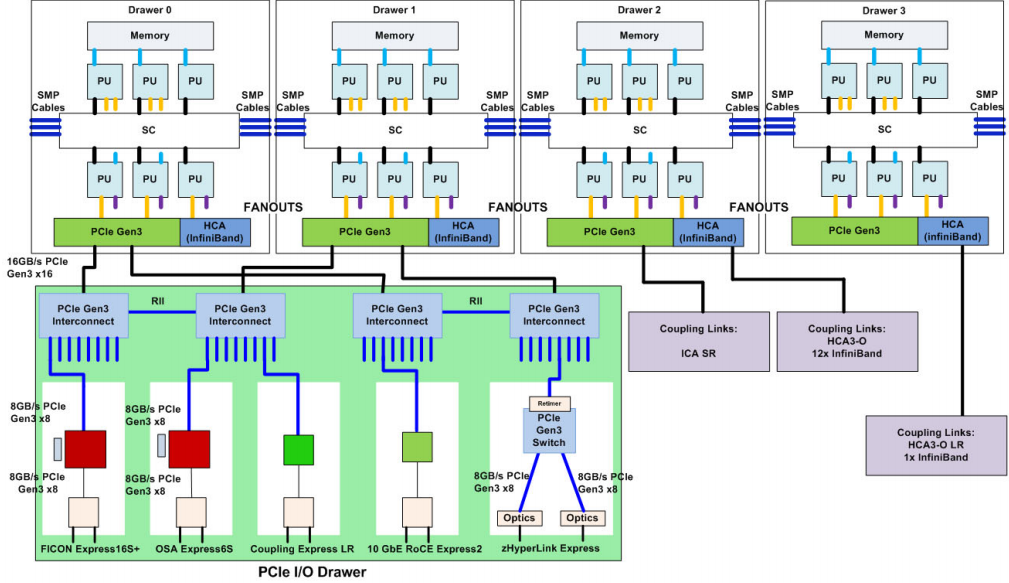 Drawer 0
Drawer 1
Drawer 2
Drawer 3
Memory
Memory
Memory
Memory
PU PU PU
PU PU PU
PU PU PU
PU PU PU
SMP
Cables
SMP
Cables
SMP
Cables
SMP
Cables
SMP
Cables
SC
SC
SC
SC
PU PU PU
PU PU PU
PU PU PU
PU PU PU
FANOUTS
FANOUTS
FANOUTS
PCIe Gen3
HCA
(InfiniBand)
PCIe Gen3
HCA
(InfiniBand)
PCIe Gen3
HCA
(InfiniBand)
PCIe Gen3
HCA
(infiniBand)
16GB/s PCIe
Gen3 x16
PCIe Gen3
Interconnect
RII
PCIe Gen3
Interconnect
PCIe Gen3
Interconnect
RII
PCIe Gen3
Interconnect
Coupling Links:
ICA SR
Coupling Links:
HCA3-O
12x InfiniBand
Coupling Links:
HCA3-O LR
1x InfiniBand
8GB/s PCIe
Gen3 x8
8GB/s PCIe
Gen3 x8
8GB/s PCIe
Gen3 x8
8GB/s PCIe
Gen3 x8
Retimer
PCIe
Gen3
Switch
8GB/s PCIe
Gen3 x8
8GB/s PCIe
Gen3 x8
Optics
Optics
FICON Express16S+
OSA Express6S
Coupling Express LR
10 GbE RoCE Express2
zHyperLink Express
PCIe I/O Drawer